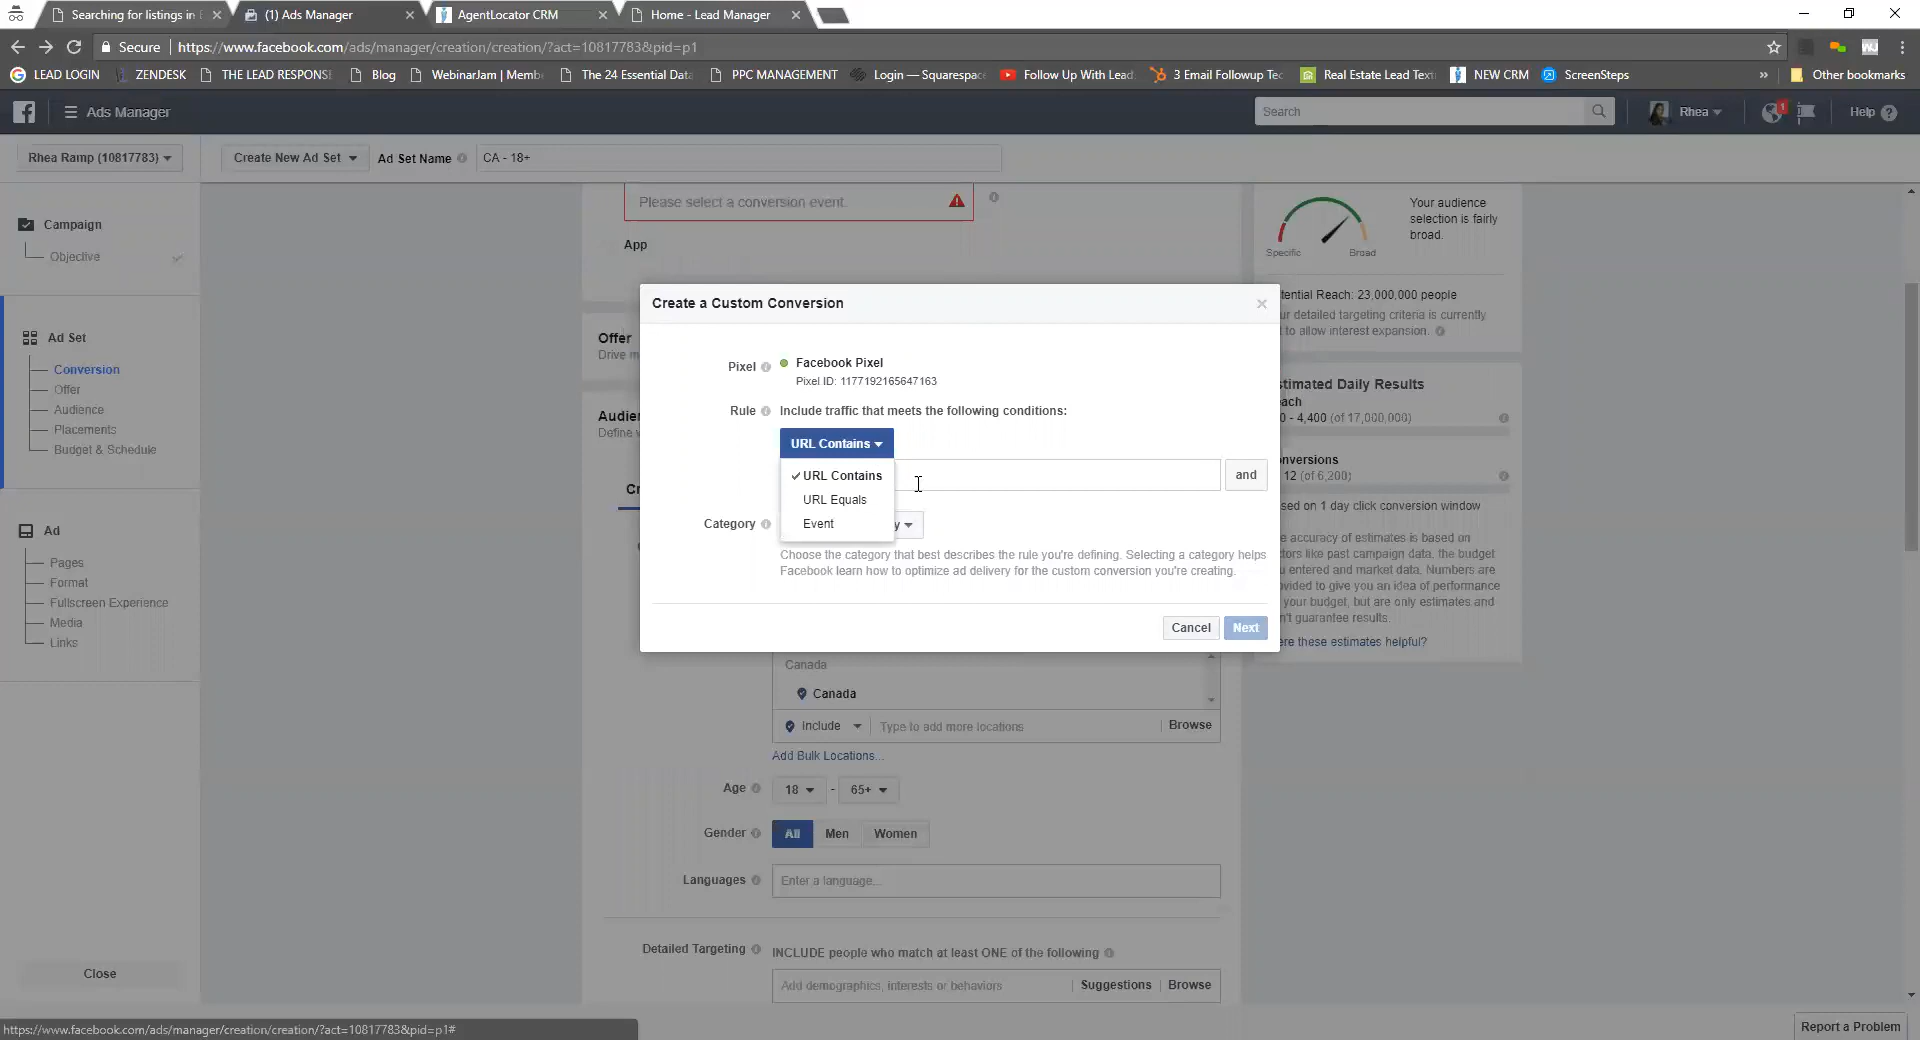 Searching for listings in
(1) Ads Manager
AgentLocator CRM
Home - Lead Manager
Secure
https://www.facebook.com/ads/manager/creation/creation/?act=10817783&pid=p1
LEAD LOGIN
ZENDESK
THE LEAD RESPONS
Blog
WebinarJam | Memb
The 24 Essential Data
PPC MANAGEMENT
Login — Squarespac
Follow Up With Lead
3 Email Followup Te
Real Estate Lead Text
NEW CRM
ScreenSteps
»
Other bookmarks
Ads Manager
Search
Rhea
1
Help
Rhea Ramp (10817783)
Create New Ad Set
Ad Set Name
CA - 18+
Campaign
Objective
Ad Set
Conversion
Offer
Audience
Placements
Budget & Schedule
Ad
Pages
Format
Fullscreen Experience
Media
Links
Close
Please select a conversion event.
App
Offer
Drive m
Audien
Define
Cr
Create a Custom Conversion
Pixel
Facebook Pixel
Pixel ID: 1177192165647163
Rule
Include traffic that meets the following conditions:
URL Contains
URL Contains
URL Equals
Event
and
Category
y
Choose the category that best describes the rule you're defining. Selecting a category helps
Facebook learn how to optimize ad delivery for the custom conversion you're creating.
Cancel
Next
Canada
Canada
Include
Type to add more locations
Browse
Add Bulk Locations...
Age
18
-
65+
Gender
All
Men
Women
Languages
Enter a language...
Detailed Targeting
INCLUDE people who match at least ONE of the following
Add demographics, interests or behaviors
Suggestions
Browse
Specific
Broad
Your audience
selection is fairly
broad.
tential Reach: 23,000,000 people
ur detailed targeting criteria is currently
t to allow interest expansion.
stimated Daily Results
each
0 - 4,400 (of 17,000,000)
nversions
12 (of 6,200)
sed on 1 day click conversion window
e accuracy of estimates is based on
ctors like past campaign data, the budget
u entered and market data. Numbers are
ovided to give you an idea of performance
your budget, but are only estimates and
n't guarantee results.
ere these estimates helpful?
https://www.facebook.com/ads/manager/creation/creation/?act=10817783&pid=p1#
Report a Problem